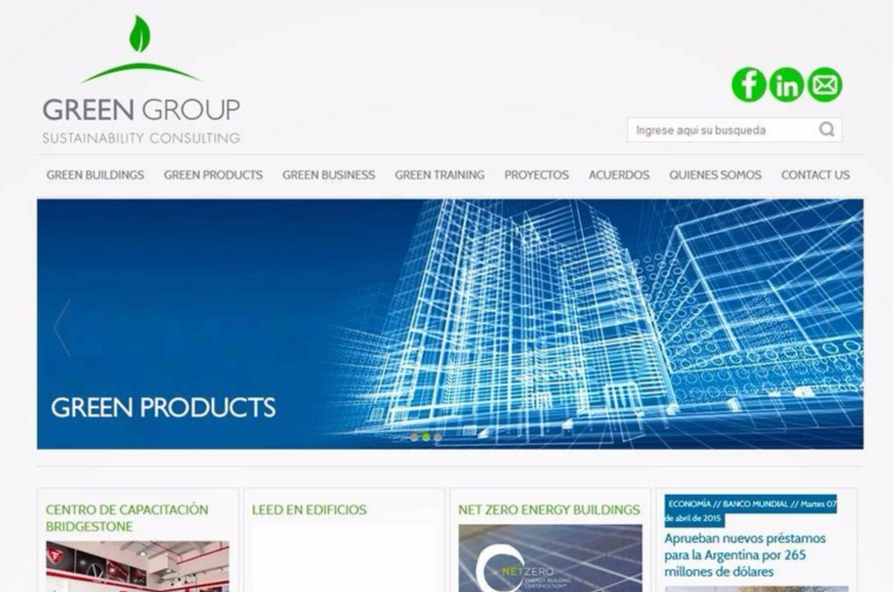 GREEN GROUP
SUSTAINABILITY CONSULTING
f in
Ingrese aqui su busqueda
GREEN BUILDINGS GREEN PRODUCTS GREEN BUSINESS GREEN TRAINING PROYECTOS ACUERDOS QUIENES SOMOS CONTACT US
GREEN PRODUCTS
CENTRO DE CAPACITACIÓN
BRIDGESTONE
LEED EN EDIFICIOS
NET ZERO ENERGY BUILDINGS
NETZERO
ENERGY BUILDING
CERTIFICATION
ECONOMÍA // BANCO MUNDIAL // Martes 07
de abril de 2015
Aprueban nuevos préstamos
para la Argentina por 265
millones de dólares